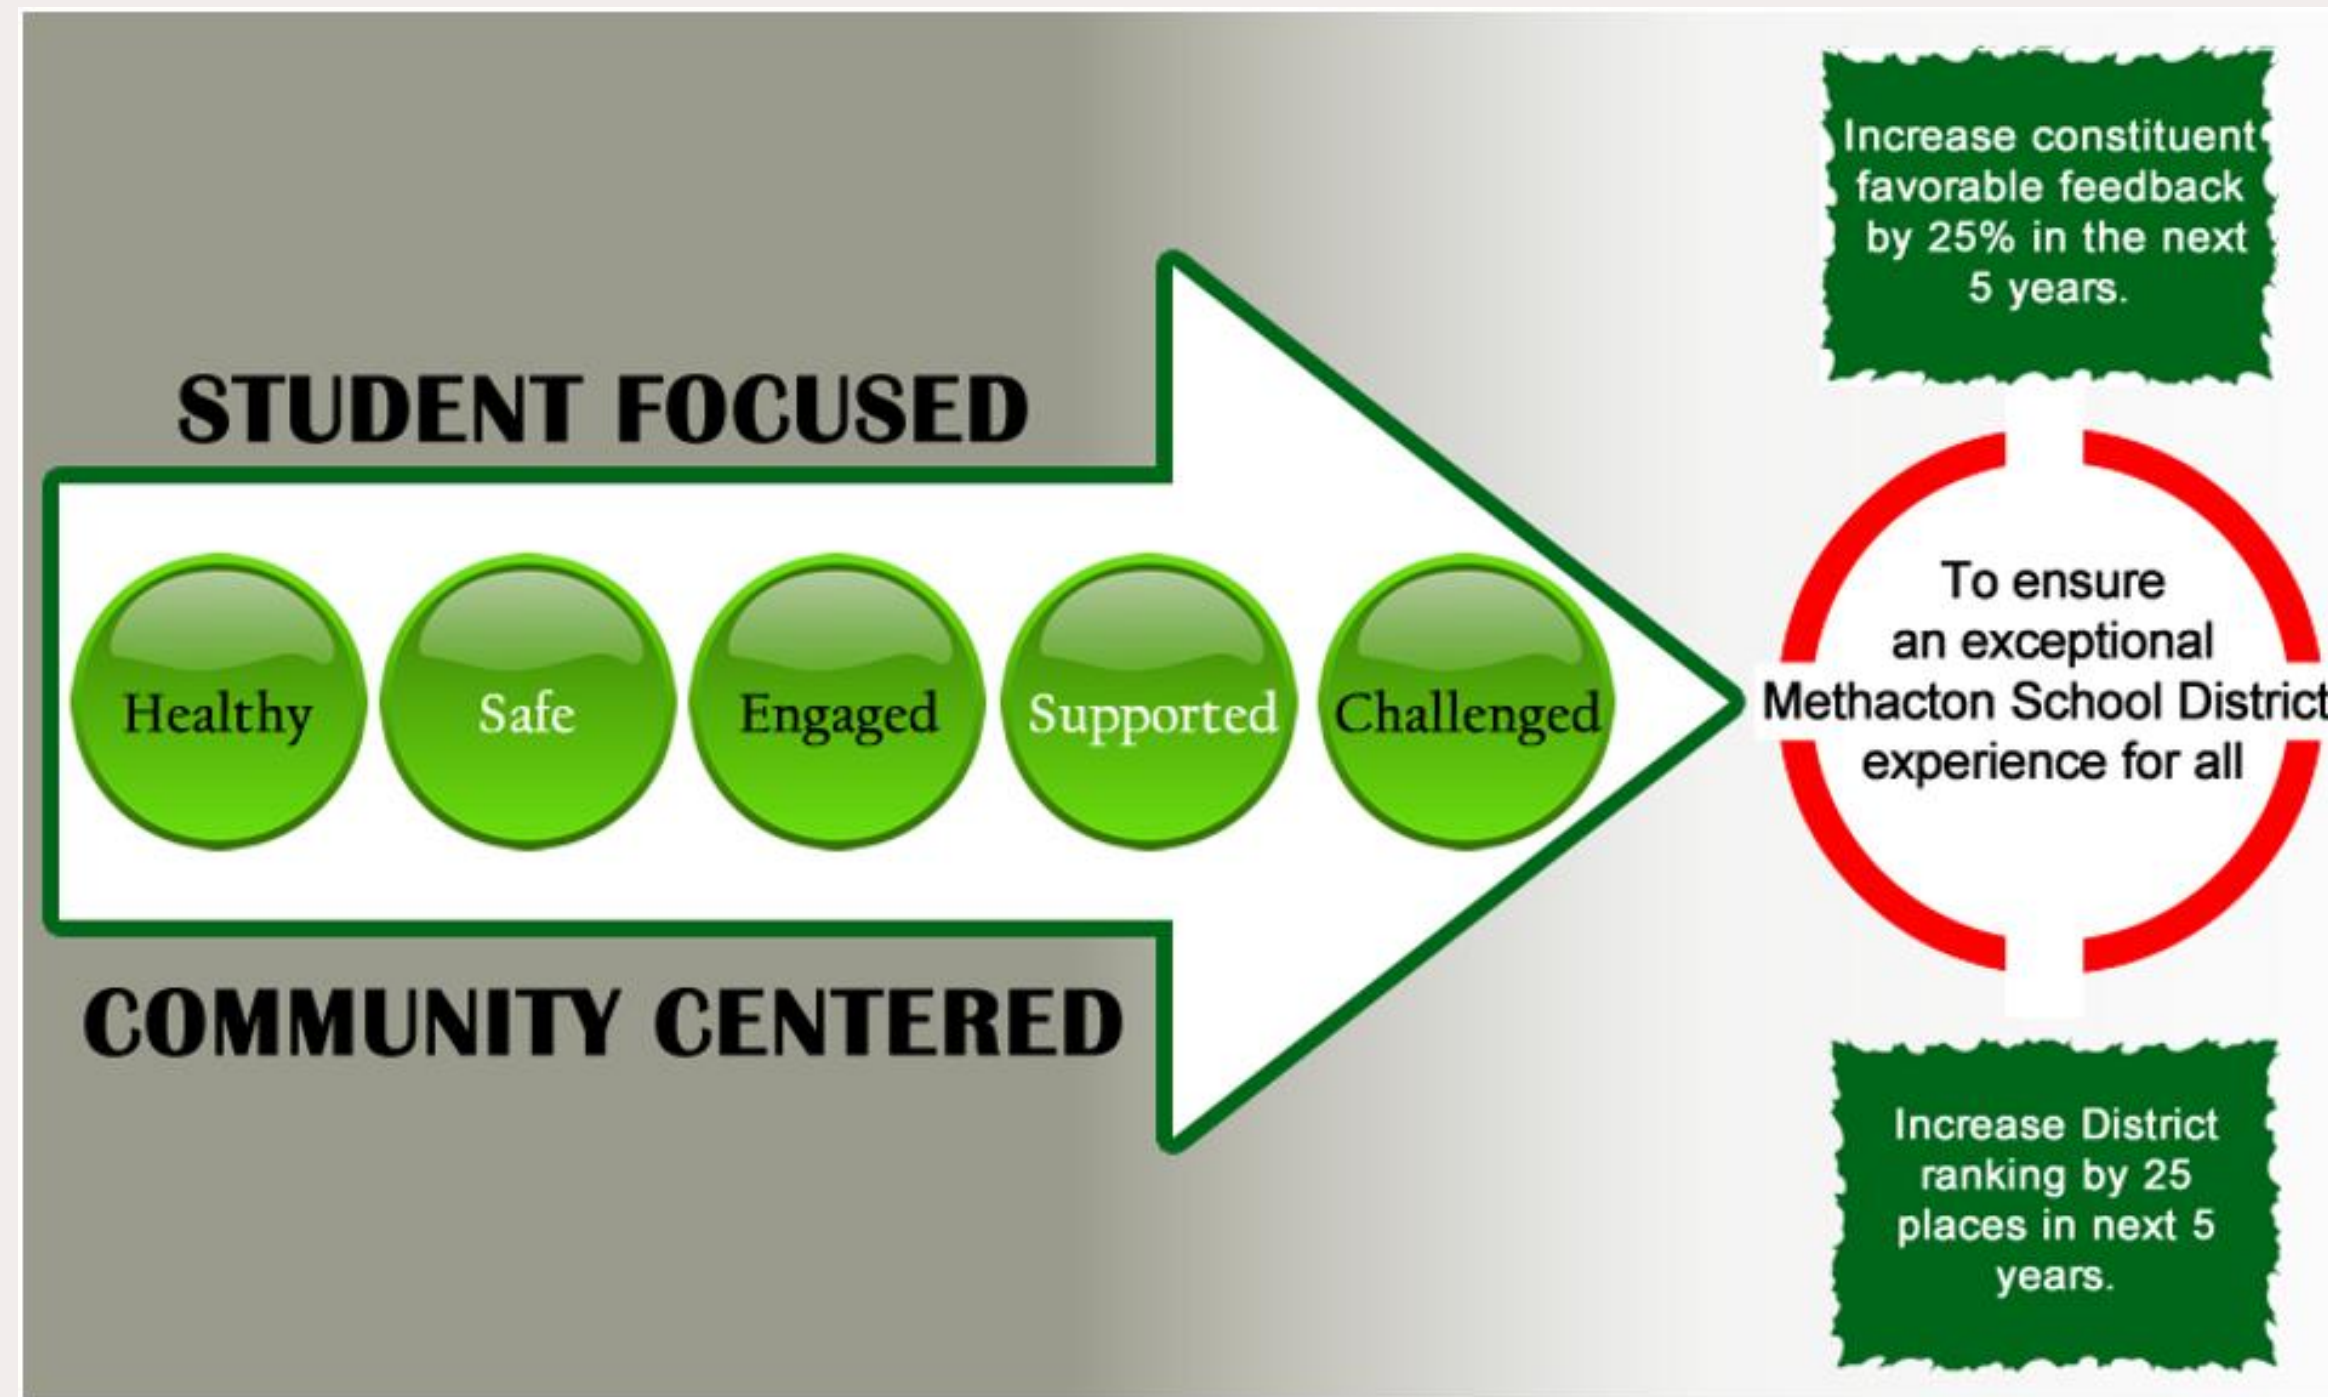 STUDENT FOCUSED
Healthy
Safe
Engaged
Supported
Challenged
COMMUNITY CENTERED
Increase constituent
favorable feedback
by 25% in the next
5 years.
To ensure
an exceptional
Methacton School District
experience for all
Increase District
ranking by 25
places in next 5
years.